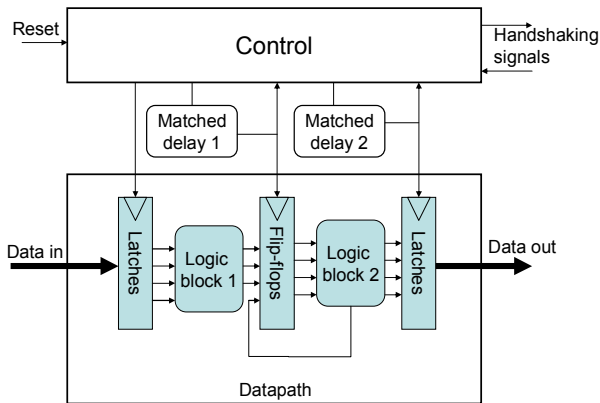 Reset
Control
Handshaking
signals
Matched
delay 1
Matched
delay 2
Data in
Latches
Logic
block 1
Flip-flops
Logic
block 2
Latches
Data out
Datapath